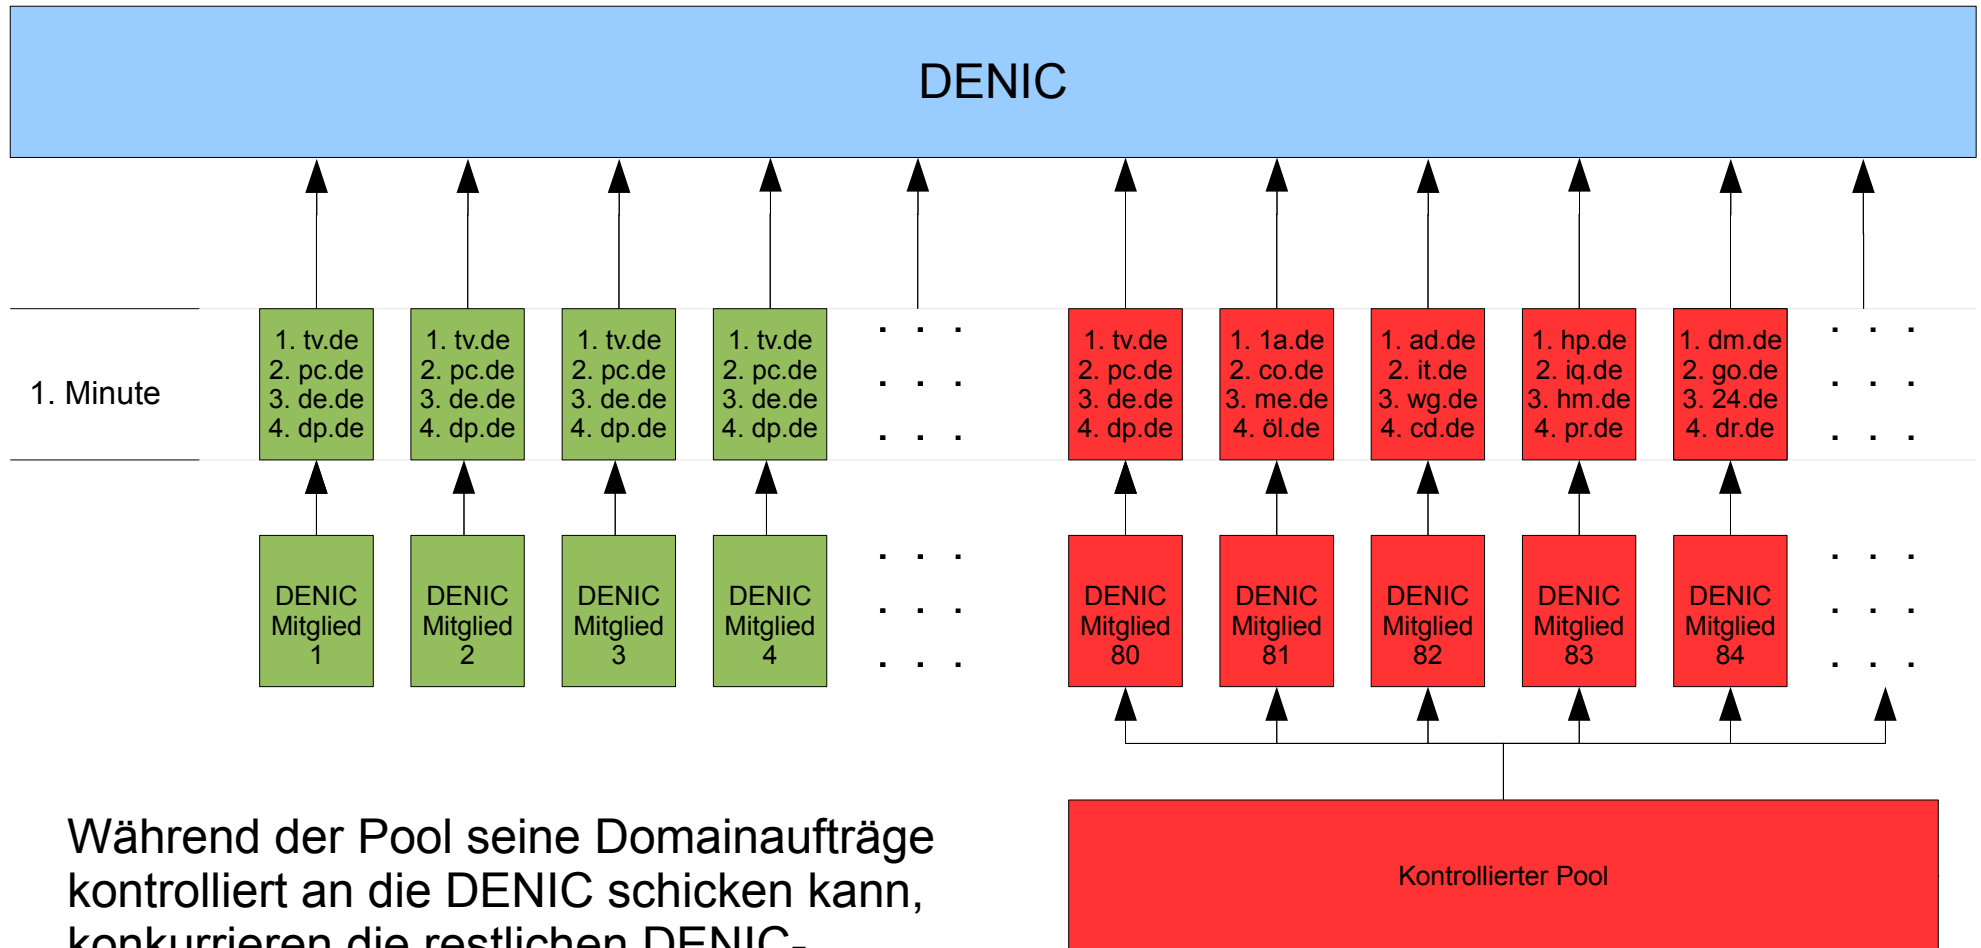 DENIC
1. Minute
1. tv.de
2. pc.de
3. de.de
4. dp.de
1. tv.de
2. pc.de
3. de.de
4. dp.de
1. tv.de
2. pc.de
3. de.de
4. dp.de
1. tv.de
2. pc.de
3. de.de
4. dp.de
. . .
. . .
. . .
1. tv.de
2. pc.de
3. de.de
4. dp.de
1. 1a.de
2. co.de
3. me.de
4. öl.de
1. ad.de
2. it.de
3. wg.de
4. cd.de
1. hp.de
2. iq.de
3. hm.de
4. pr.de
1. dm.de
2. go.de
3. 24.de
4. dr.de
. . .
. . .
. . .
DENIC
Mitglied
1
DENIC
Mitglied
2
DENIC
Mitglied
3
DENIC
Mitglied
4
. . .
. . .
. . .
DENIC
Mitglied
80
DENIC
Mitglied
81
DENIC
Mitglied
82
DENIC
Mitglied
83
DENIC
Mitglied
84
. . .
. . .
. . .
Während der Pool seine Domainaufträge
kontrolliert an die DENIC schicken kann,
konkurrieren die restlichen DENIC-
Kontrollierter Pool